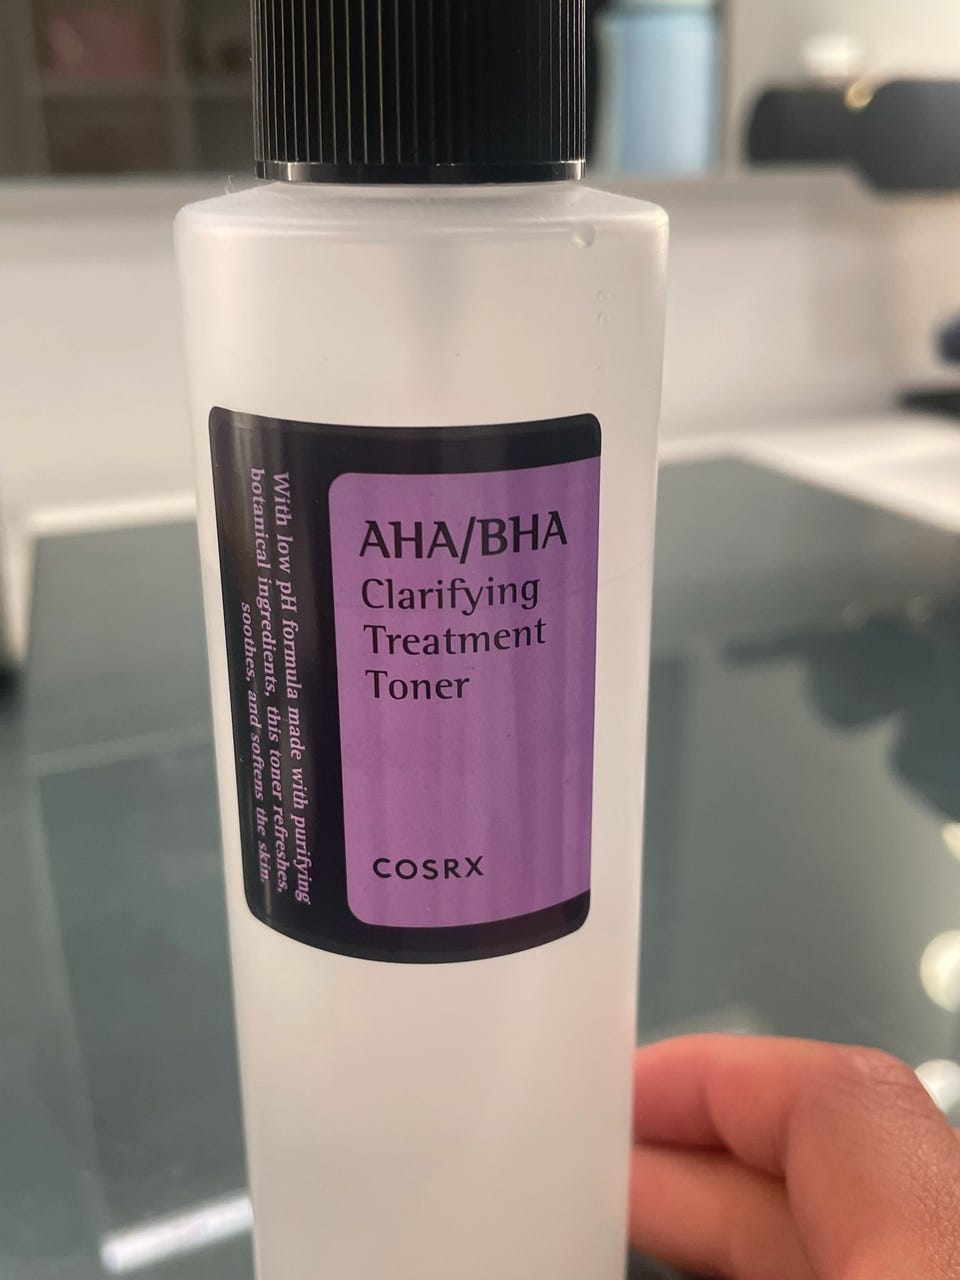 With low pH formula made with purifying
botanical ingredients, this toner refreshes,
soothes, and softens the skin.
AHA/BHA
Clarifying
Treatment
Toner
COSRX